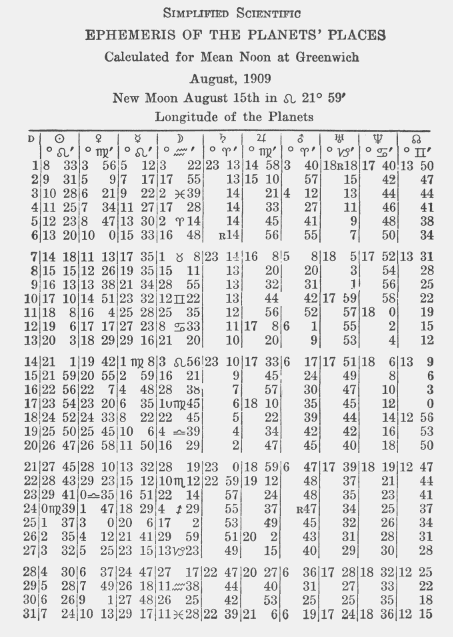 SIMPLIFIED SCIENTIFIC
EPHEMERIS OF THE PLANETS' PLACES
Calculated for Mean Noon at Greenwich
August, 1909
New Moon August 15th in ♌ 21° 59′
Longitude of the Planets
D ☉ ♀ ☿ ☽ ♄ ♃ ♂ ♅ ♆ ☊
° ♌′ ° ♍′ ° ♌′ ° ♒′ ° ♈′ ° ♍′ ° ♈′ ° ♑′ ° ♋′ ° ♊′
1 8 33 3 56 5 12 3 22 23 13 14 58 3 40 18R18 17 40 13 50
2 9 31 5 9 7 17 17 55 13 15 10 57 15 42 47
3 10 28 6 21 9 22 2♓39 14 21 4 12 13 44 44
4 11 25 7 34 11 27 17 28 14 33 27 11 46 41
5 12 23 8 47 13 30 2♈14 14 45 41 9 48 38
6 13 20 10 0 15 33 16 48 R14 56 55 7 50 34
7 14 18 11 13 17 35 1♉8 23 14 16 8 5 8 18 5 17 52 13 31
8 15 15 12 26 19 35 15 11 13 20 20 3 54 28
9 16 13 13 38 21 34 28 55 13 32 31 1 56 25
10 17 10 14 51 23 32 12♊22 13 44 42 17 59 58 22
11 18 8 16 4 25 28 25 35 12 56 52 57 18 0 19
12 19 6 17 17 27 23 8♋33 11 17 8 6 1 55 2 15
13 20 3 18 29 29 16 21 20 10 20 9 53 4 12
14 21 1 19 42 1♍8 3♌56 23 10 17 33 6 17 17 51 18 6 13 9
15 21 59 20 55 2 59 16 21 9 45 24 49 8 6
16 22 56 22 7 4 48 28 38 7 57 30 47 10 3
17 23 54 23 20 6 35 10♍45 6 18 10 35 45 12 0
18 24 52 24 33 8 22 22 45 5 22 39 44 14 12 56
19 25 50 25 45 10 6 4♎39 4 34 42 42 16 53
20 26 47 26 58 11 50 16 29 2 47 45 40 18 50
21 27 45 28 10 13 32 28 19 23 0 18 59 6 47 17 39 18 19 12 47
22 28 43 29 23 15 12 10♏12 22 59 19 12 48 37 21 44
23 29 41 0♎35 16 51 22 14 57 24 48 35 23 41
24 0♍39 1 47 18 29 4♐29 55 37 R47 34 25 37
25 1 37 3 0 20 6 17 2 53 49 45 32 26 34
26 2 35 4 12 21 41 29 59 51 20 2 43 31 28 31
27 3 32 5 25 23 15 13♑23 49 15 40 29 30 28
28 4 30 6 37 24 47 27 17 22 47 20 27 6 36 17 28 18 32 12 25
29 5 28 7 49 26 18 11♒38 44 40 31 27 33 22
30 6 26 9 1 27 48 26 25 42 53 25 25 35 18
31 7 24 10 13 29 17 11♓28 22 39 21 6 6 19 17 24 18 36 12 15